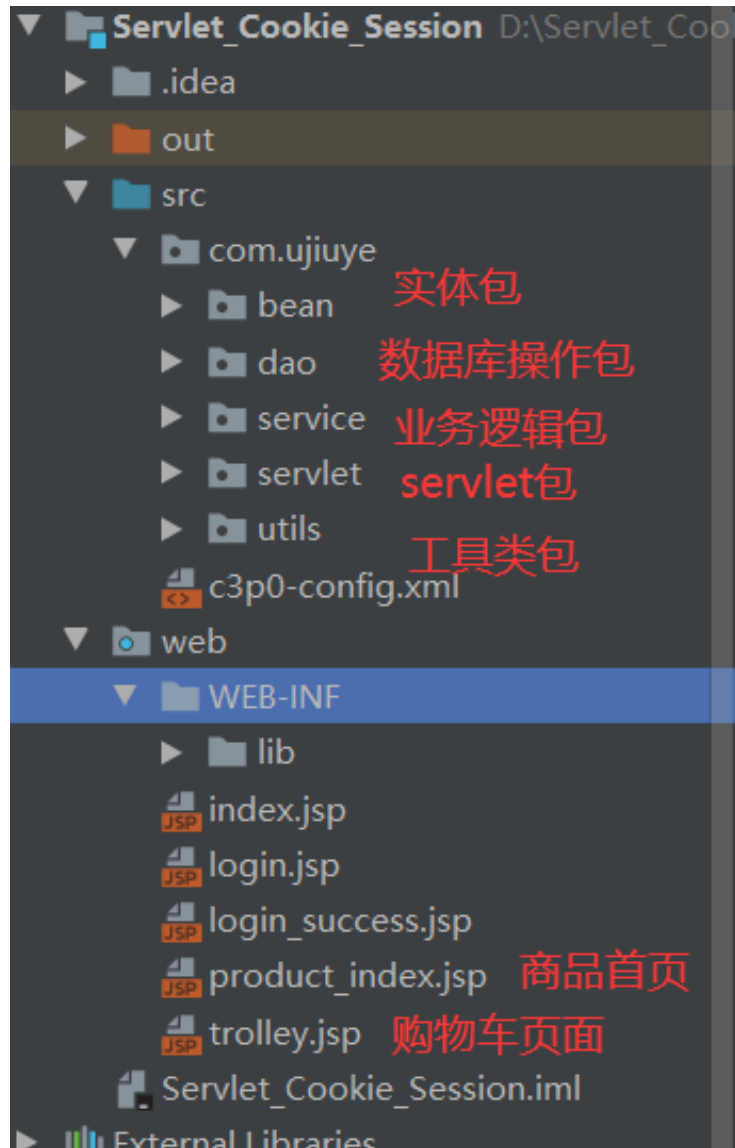 Servlet_Cookie_Session D:\Servlet_Coo
.idea
out
src
com.ujiuye
实体包
bean
dao 数据库操作包
service 业务逻辑包
servlet servlet包
utils
工具类包
c3p0-config.xml
web
WEB-INF
lib
index.jsp
login.jsp
login_success.jsp
product_index.jsp 商品首页
trolley.jsp 购物车页面
Servlet_Cookie_Session.iml
External Libraries